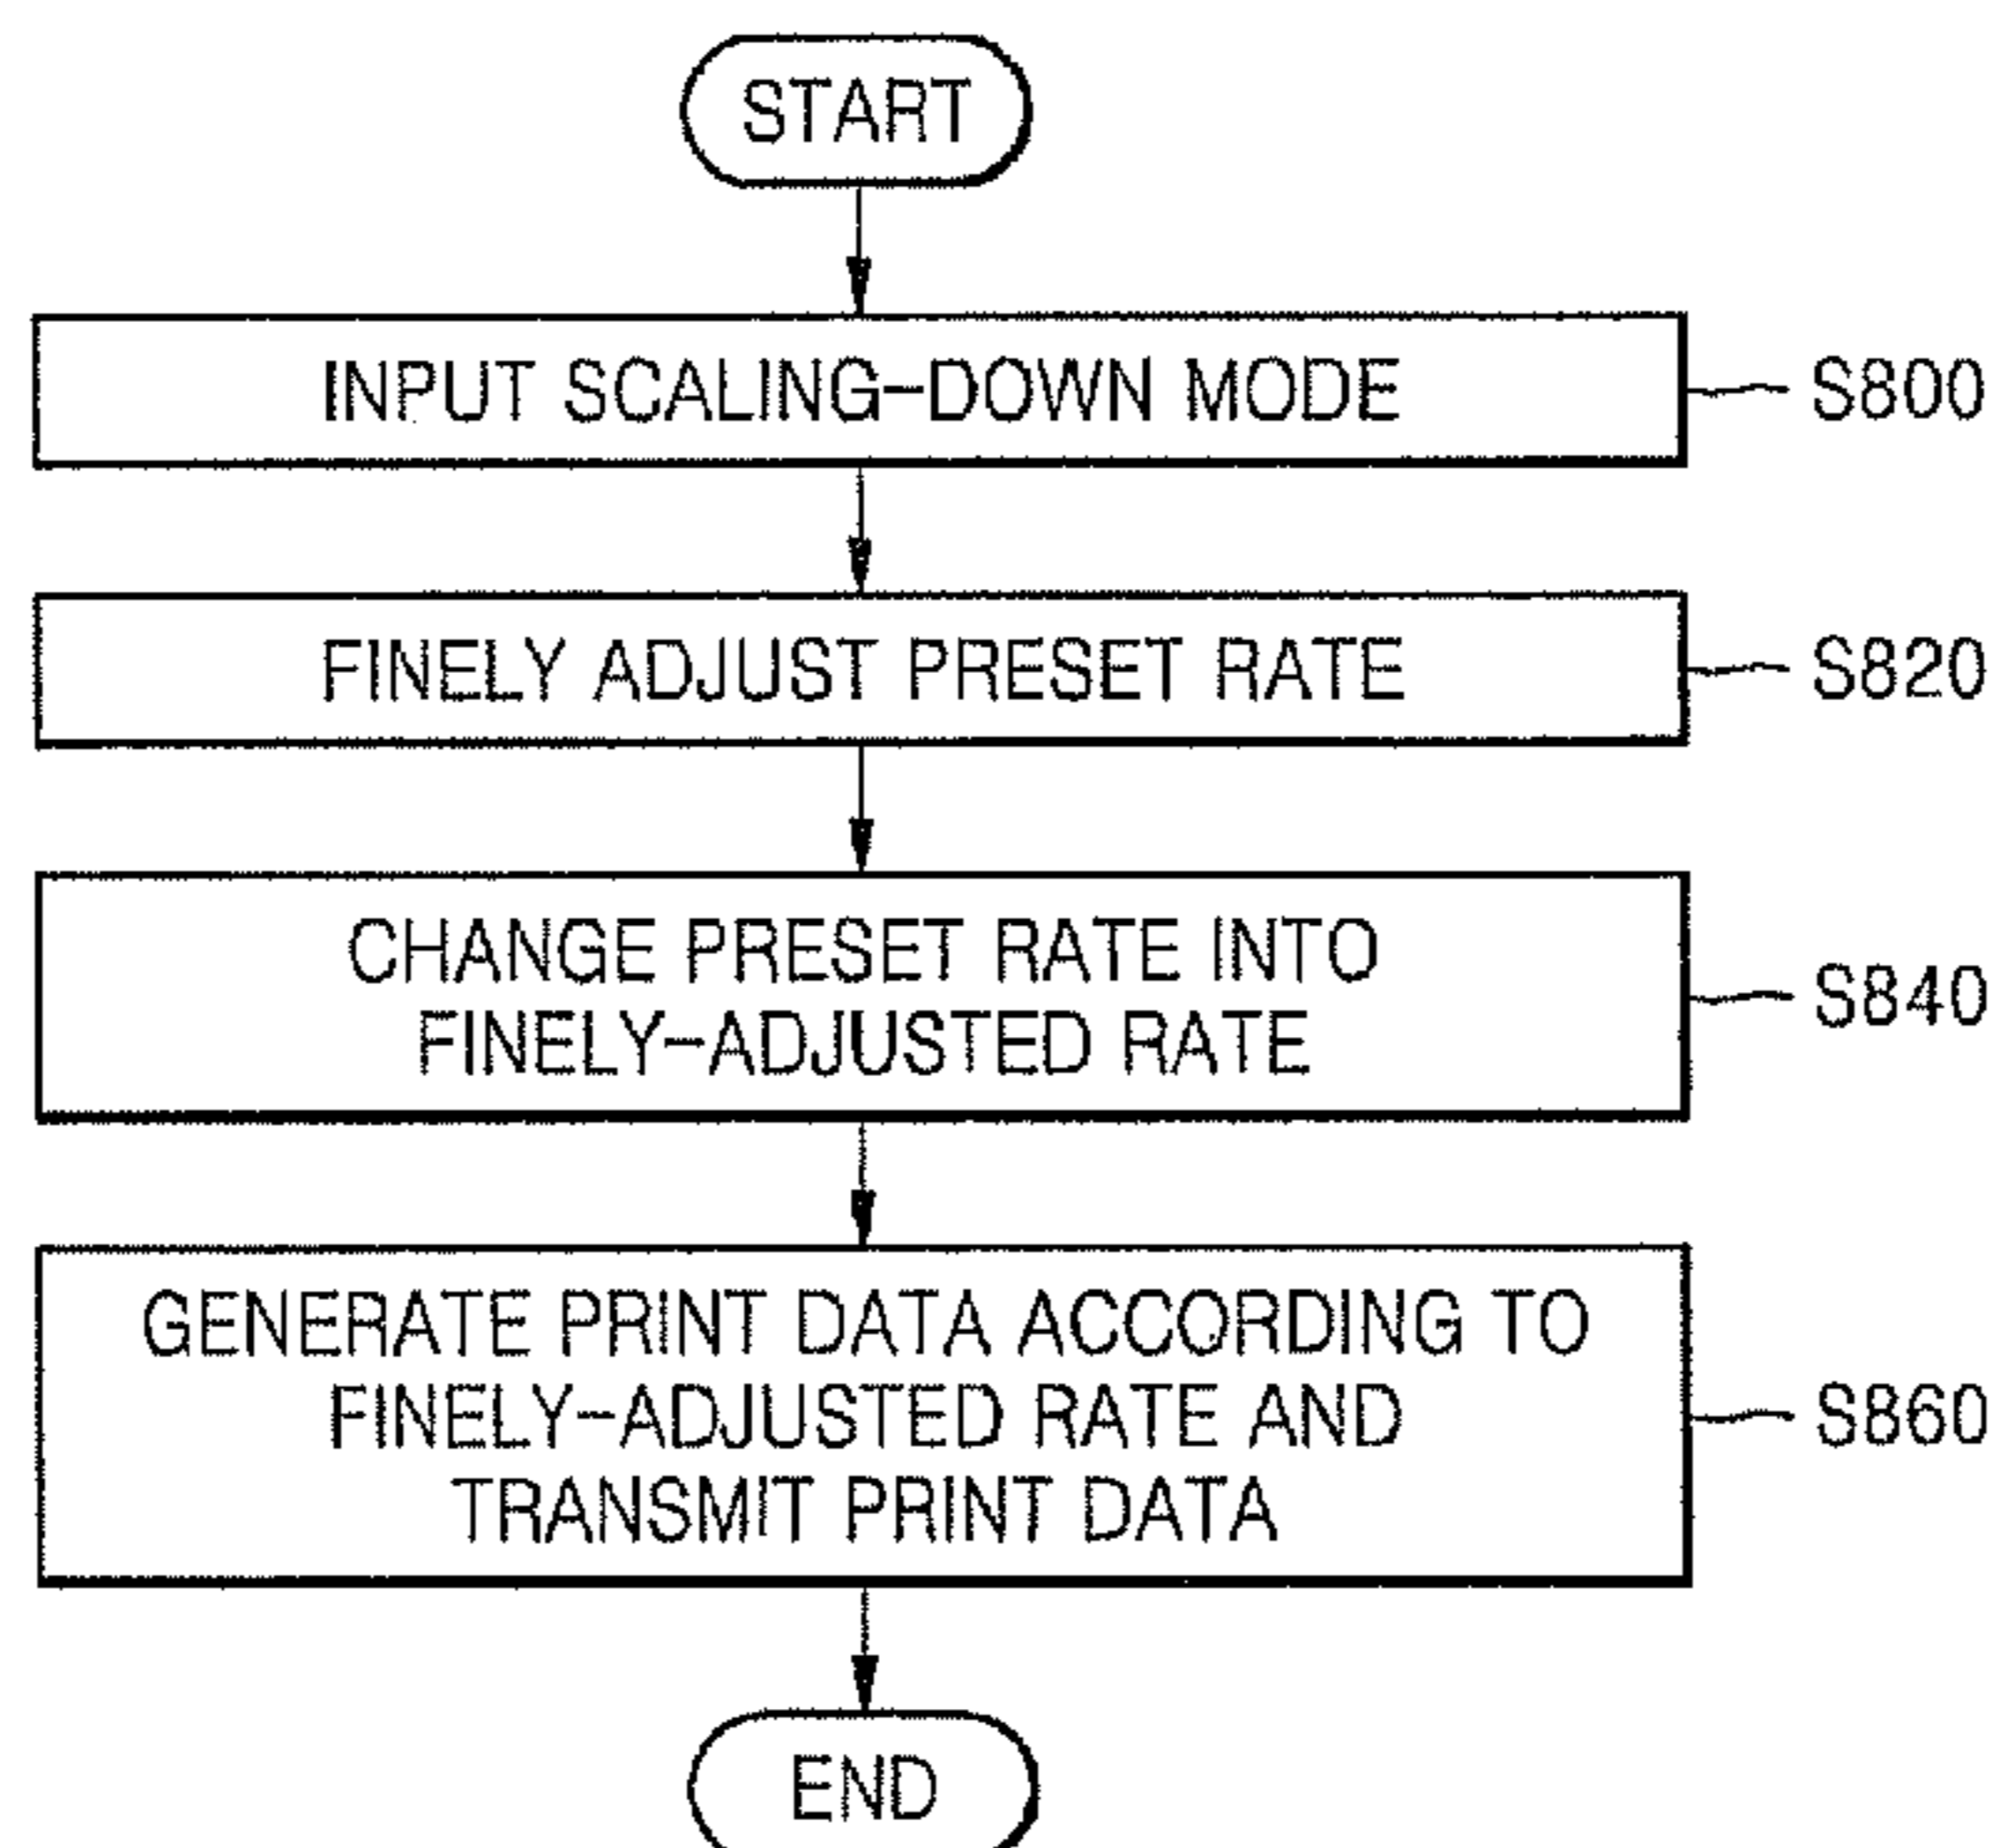 START
INPUT SCALING-DOWN MODE
S800
FINELY ADJUST PRESET RATE
S820
CHANGE PRESET RATE INTO
FINELY-ADJUSTED RATE
S840
GENERATE PRINT DATA ACCORDING TO
FINELY-ADJUSTED RATE AND
TRANSMIT PRINT DATA
S860
END